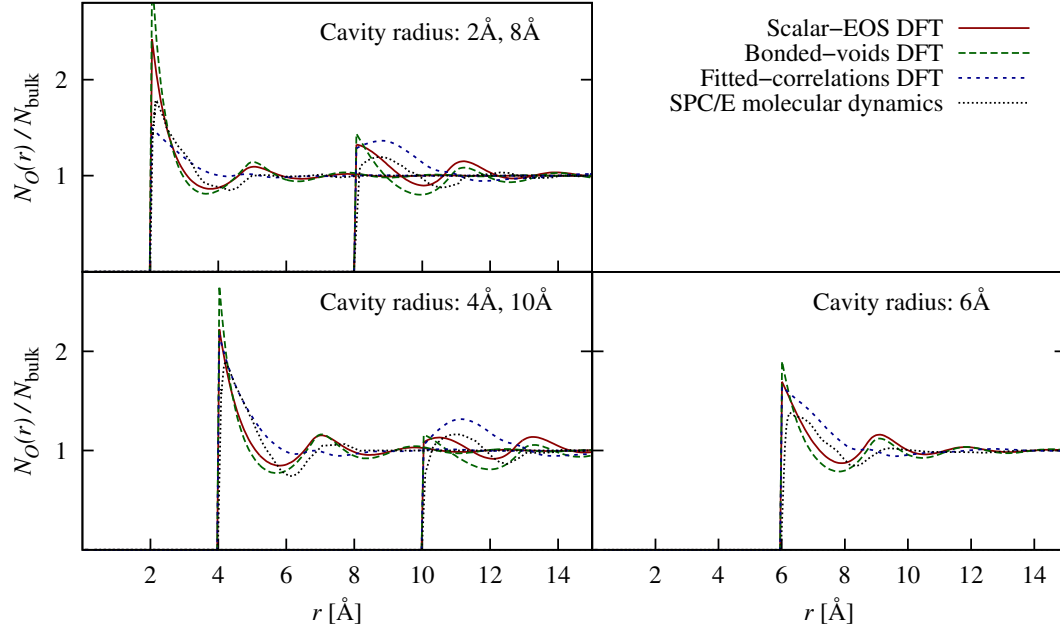 Cavity radius: 2Å, 8Å
N_O(r) / N_bulk
2
1
Scalar−EOS DFT
Bonded−voids DFT
Fitted−correlations DFT
SPC/E molecular dynamics
Cavity radius: 4Å, 10Å
N_O(r) / N_bulk
2
1
2 4 6 8 10 12 14
r [Å]
Cavity radius: 6Å
2 4 6 8 10 12 14
r [Å]